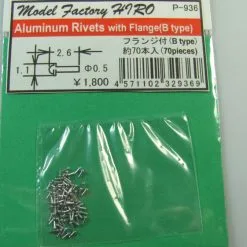 Model Factory HIRO
P-936
Aluminum Rivets with Flange(B type)
2.6
1.1
Φ0.5
¥1,800
フランジ付(B type)
約70本入(70pieces)
4 571102 329369